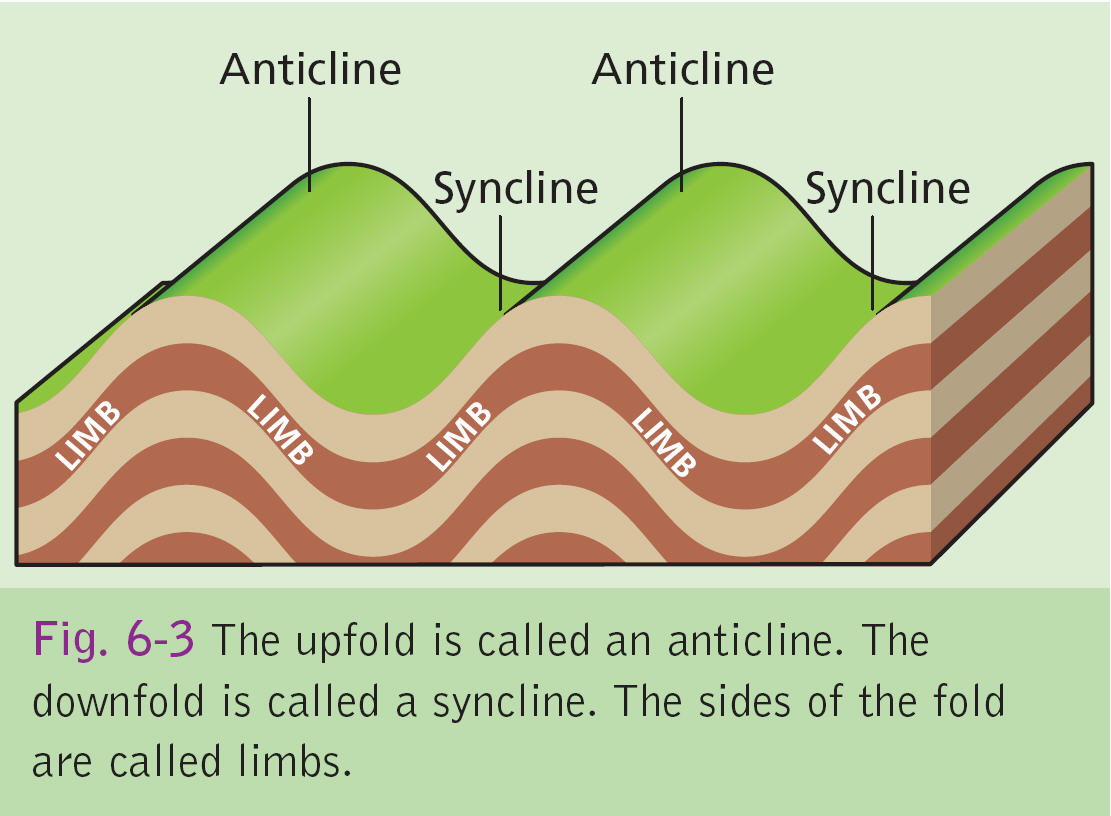 Anticline
Anticline
Syncline
Syncline
LIMB
LIMB
LIMB
LIMB
LIMB
Fig. 6-3 The upfold is called an anticline. The
downfold is called a syncline. The sides of the fold
are called limbs.